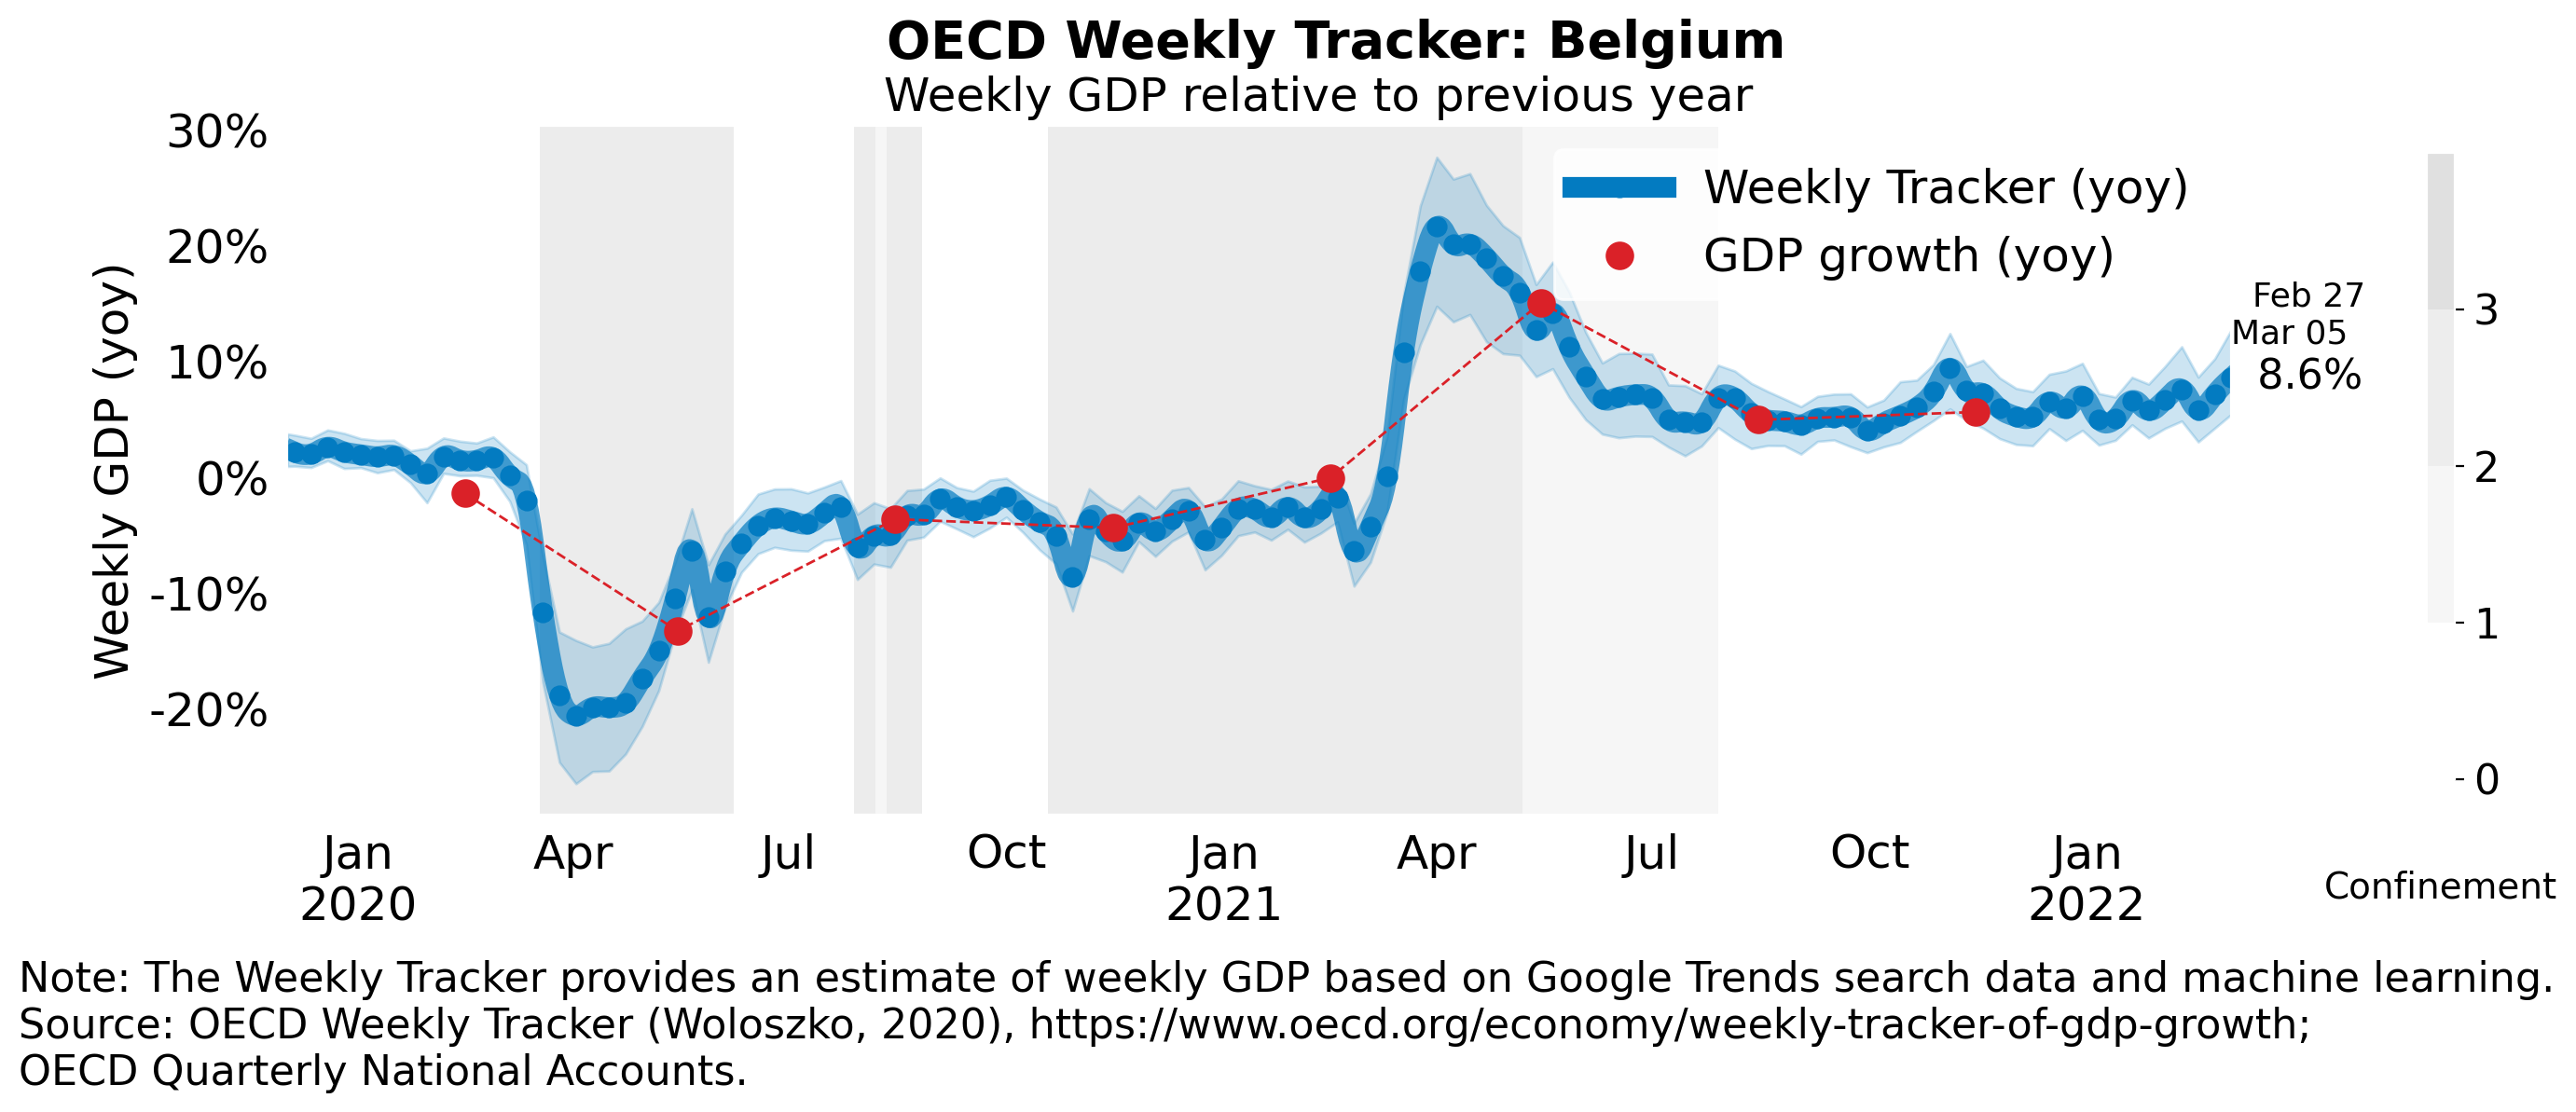 OECD Weekly Tracker: Belgium
Weekly GDP relative to previous year
30%
20%
10%
0%
-10%
-20%
Weekly GDP (yoy)
Weekly Tracker (yoy)
GDP growth (yoy)
Feb 27
Mar 05
8.6%
3
2
1
0
Confinement
Jan
2020
Apr
Jul
Oct
Jan
2021
Apr
Jul
Oct
Jan
2022
Note: The Weekly Tracker provides an estimate of weekly GDP based on Google Trends search data and machine learning.
Source: OECD Weekly Tracker (Woloszko, 2020), https://www.oecd.org/economy/weekly-tracker-of-gdp-growth;
OECD Quarterly National Accounts.